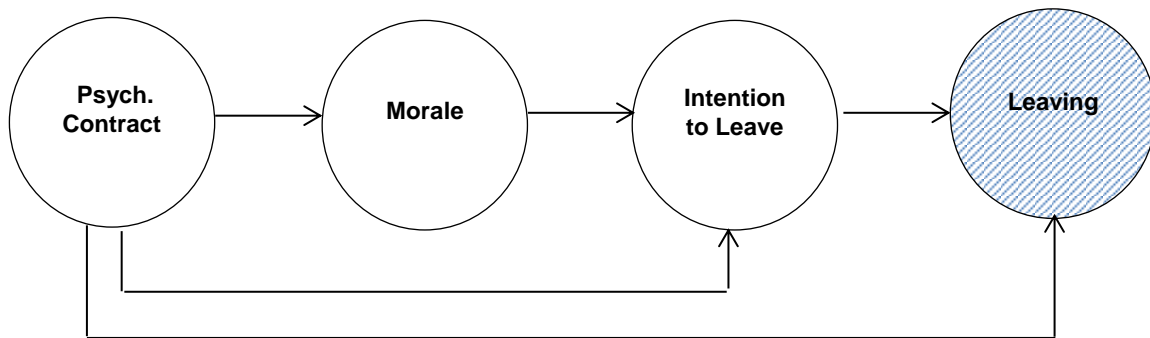 Psych.
Contract
Morale
Intention
to Leave
Leaving